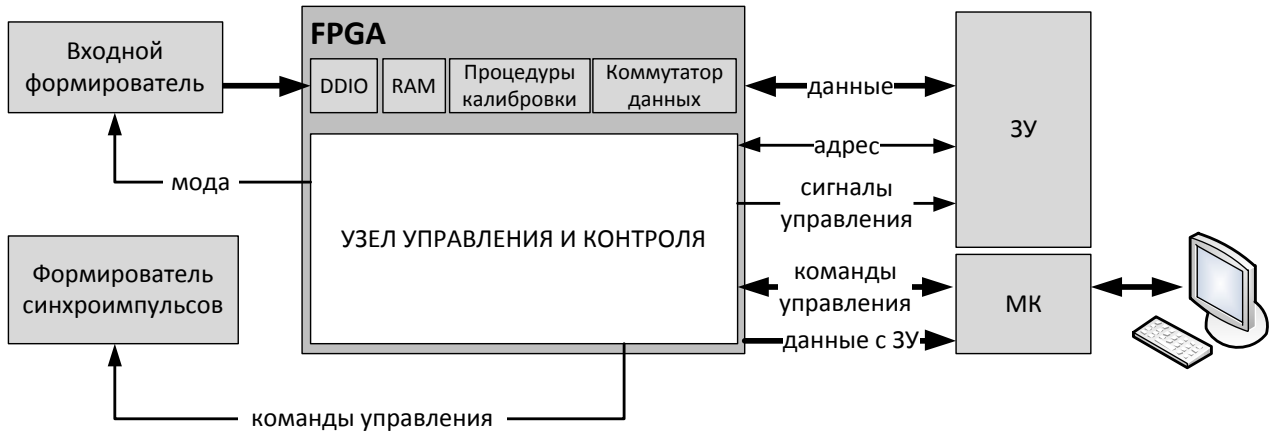 FPGA
Входной
формирователь
DDIO
RAM
Процедуры
калибровки
Коммутатор
данных
данные
ЗУ
адрес
мода
сигналы
управления
УЗЕЛ УПРАВЛЕНИЯ И КОНТРОЛЯ
Формирователь
синхроимпульсов
команды
управления
МК
данные с ЗУ
команды управления